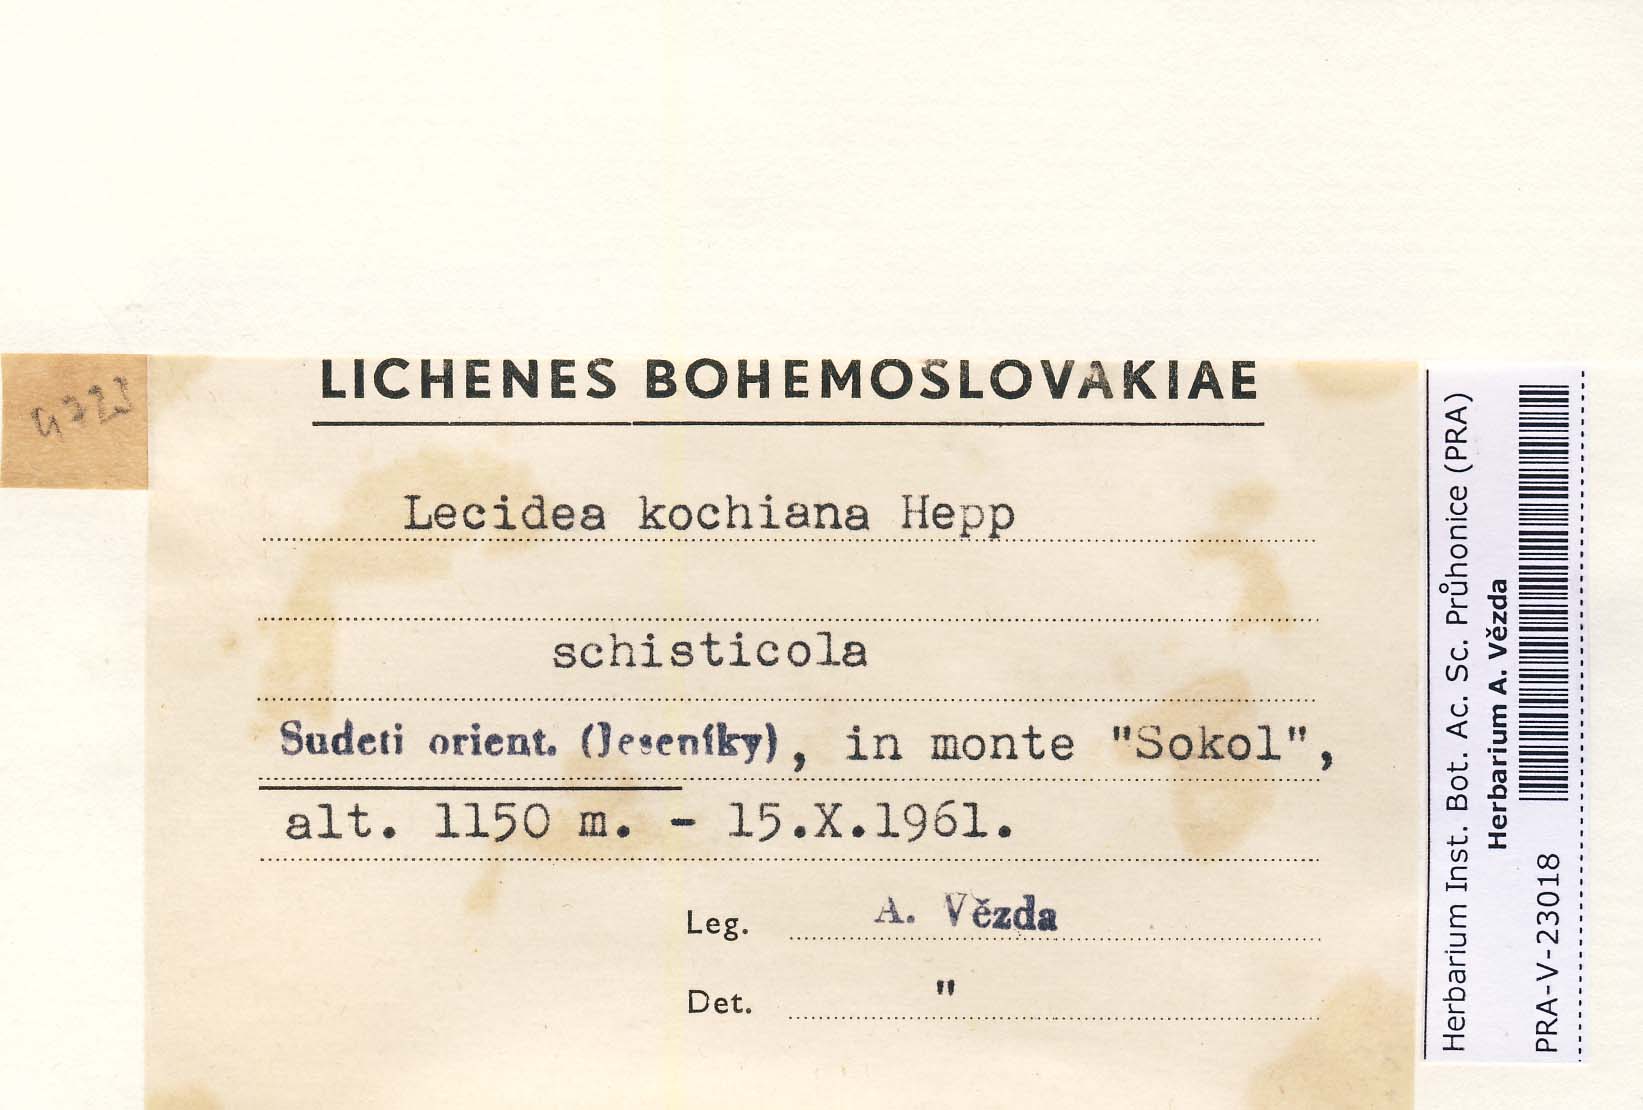 LICHENES BOHEMOSLOVAKIAE
Lecidea kochiana Hepp
schisticola
Sudeti orient. (Jeseníky), in monte "Sokol",
alt. 1150 m. - 15.X.1961.
Leg. A. Vězda
Det. "
Herbarium Inst. Bot. Ac. Sc. Průhonice (PRA)
Herbarium A. Vězda
PRA-V-23018